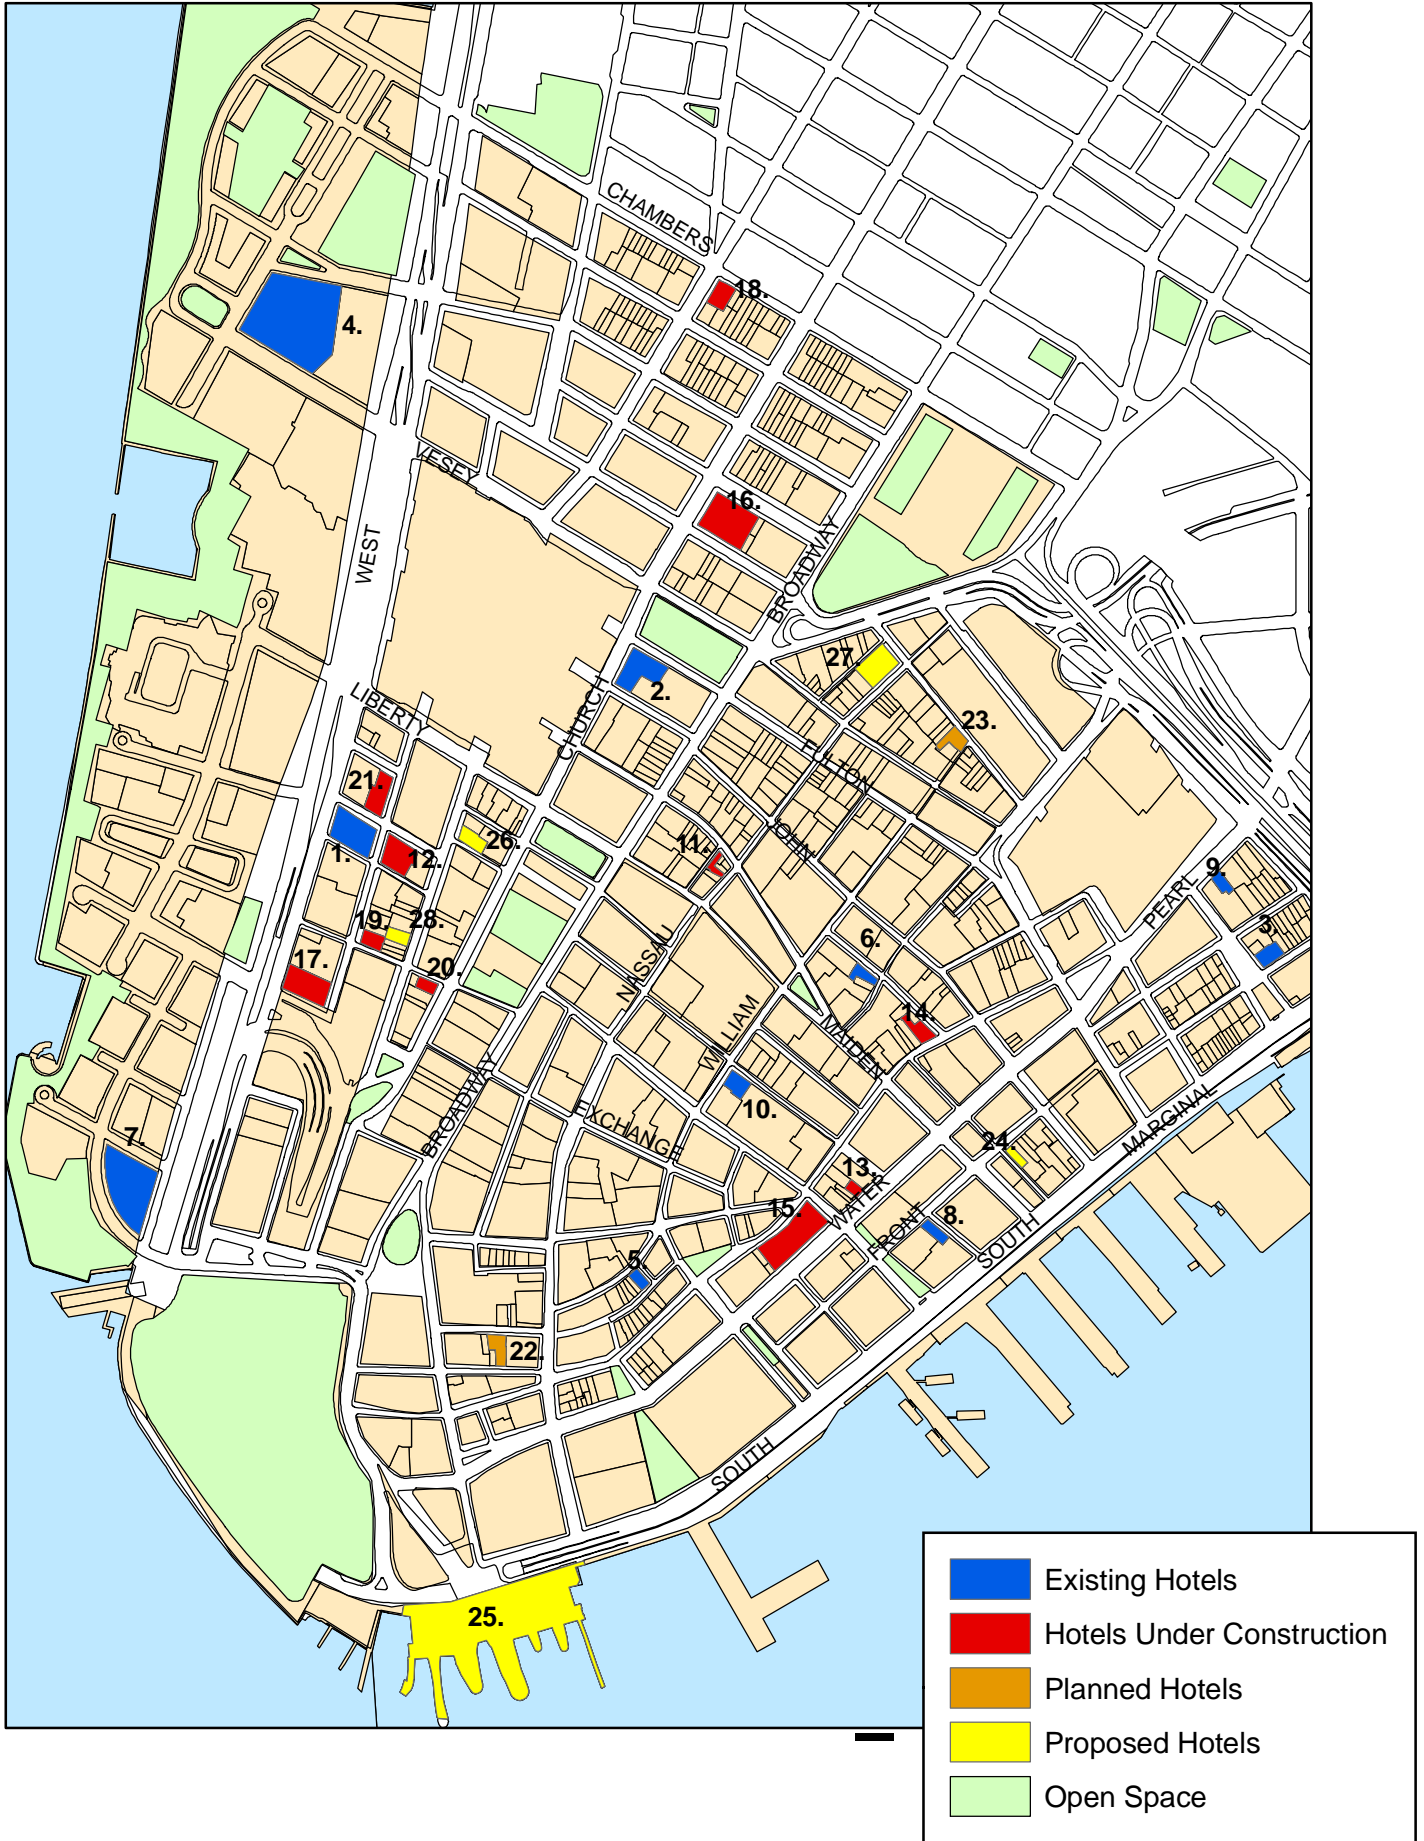 CHAMBERS
18.
4.
VESEY
16.
WEST
BROADWAY
27.
2.
LIBERTY
CHURCH
23.
FULTON
21.
JOHN
26.
11.
1.
12.
9.
PEARL
3.
19.
28.
6.
17.
20.
NASSAU
14.
WILLIAM
MAIDEN
10.
BROADWAY
EXCHANGE
MARGINAL
7.
24.
13.
WATER
15.
8.
FRONT
SOUTH
5.
22.
SOUTH
25.
Existing Hotels
Hotels Under Construction
Planned Hotels
Proposed Hotels
Open Space